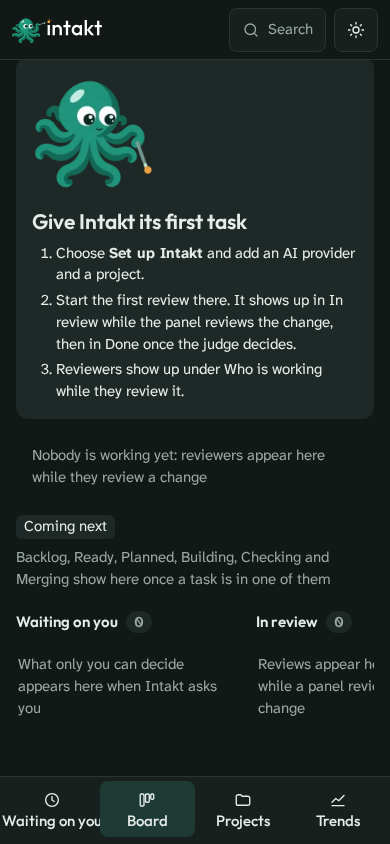 intakt
Search
Give Intakt its first task
1. Choose Set up Intakt and add an AI provider
and a project.
2. Start the first review there. It shows up in In
review while the panel reviews the change,
then in Done once the judge decides.
3. Reviewers show up under Who is working
while they review it.
Nobody is working yet: reviewers appear here
while they review a change
Coming next
Backlog, Ready, Planned, Building, Checking and
Merging show here once a task is in one of them
Waiting on you 0
What only you can decide
appears here when Intakt asks
you
In review 0
Reviews appear he
while a panel revie
change
Waiting on you
Board
Projects
Trends